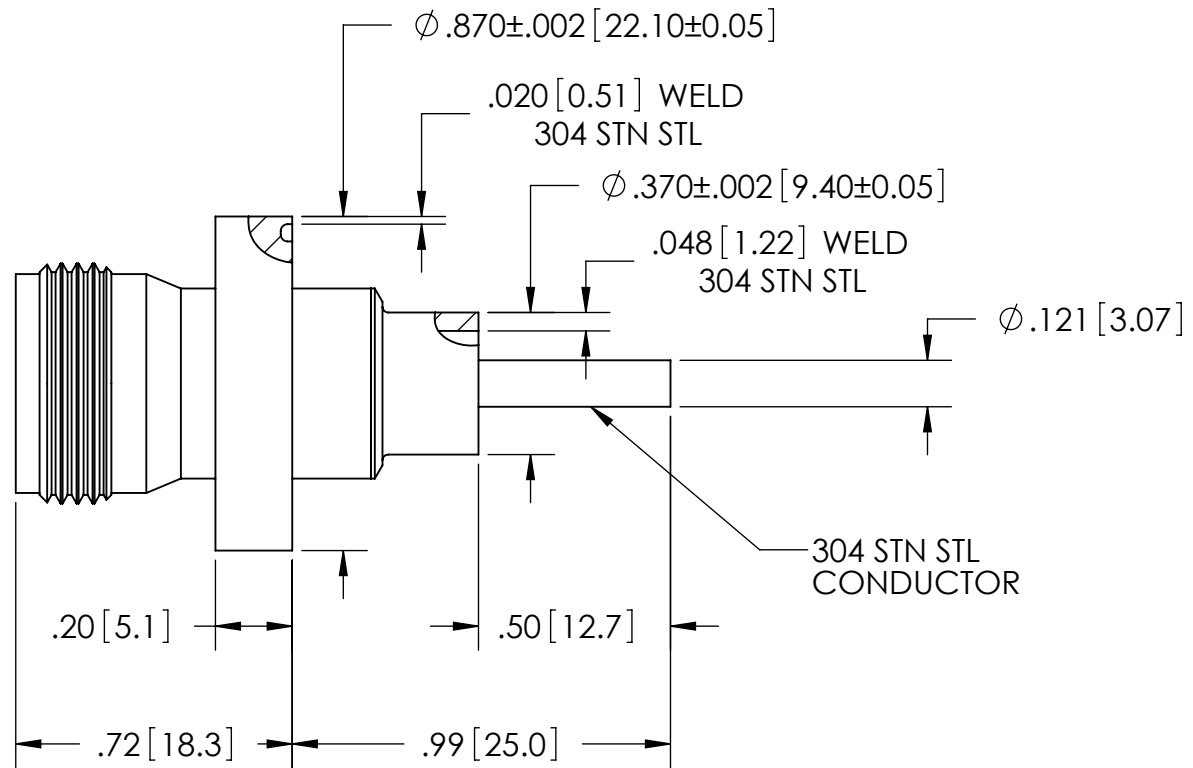 ∅ .870±.002 [22.10±0.05]
.020 [0.51] WELD
304 STN STL
∅ .370±.002 [9.40±0.05]
.048 [1.22] WELD
304 STN STL
∅ .121 [3.07]
304 STN STL
CONDUCTOR
.20 [5.1]
.50 [12.7]
.72 [18.3]
.99 [25.0]